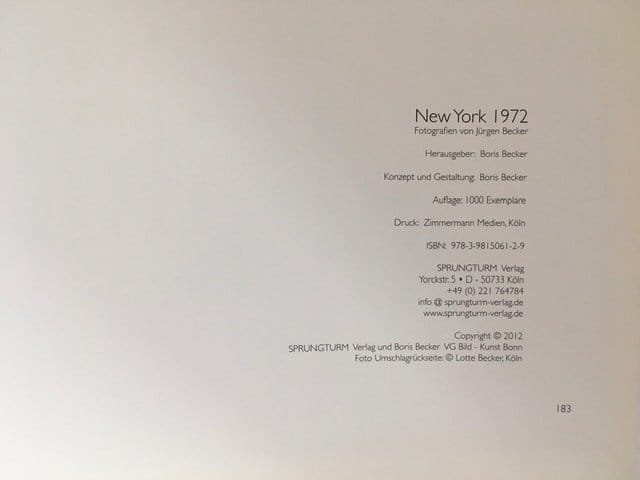 New York 1972
Fotografien von Jürgen Becker
Herausgeber: Boris Becker
Konzept und Gestaltung: Boris Becker
Auflage: 1000 Exemplare
Druck: Zimmermann Medien, Köln
ISBN: 978-3-9815061-2-9
SPRUNGTURM Verlag
Yorckstr. 5 • D - 50733 Köln
+49 (0) 221 764784
info @ sprungturm-verlag.de
www.sprungturm-verlag.de
Copyright © 2012
SPRUNGTURM Verlag und Boris Becker VG Bild - Kunst Bonn
Foto Umschlagrückseite: © Lotte Becker, Köln
183